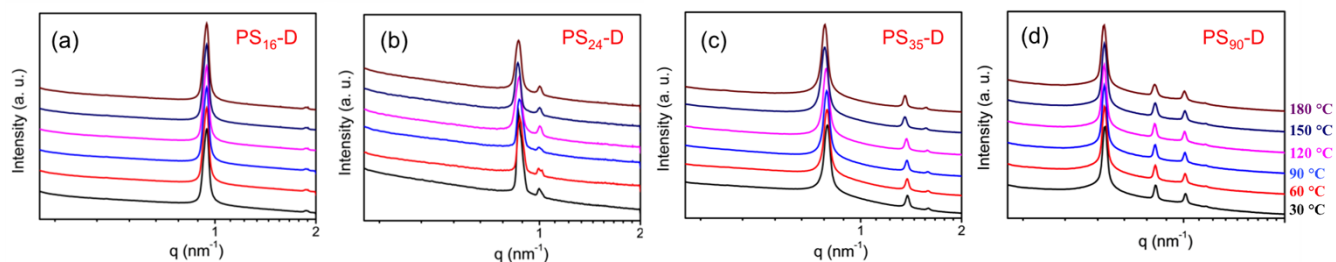 (a) PS₁₆-D
Intensity (a. u.)
1 2
q (nm⁻¹)
(b) PS₂₄-D
Intensity (a. u.)
1 2
q (nm⁻¹)
(c) PS₃₅-D
Intensity (a. u.)
1 2
q (nm⁻¹)
(d) PS₉₀-D
Intensity (a. u.)
1
q (nm⁻¹)
180 °C
150 °C
120 °C
90 °C
60 °C
30 °C